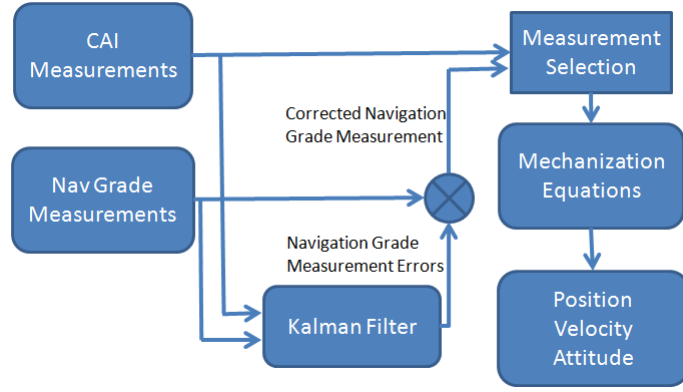 CAI
Measurements
Measurement
Selection
Corrected Navigation
Grade Measurement
Nav Grade
Measurements
Mechanization
Equations
Navigation Grade
Measurement Errors
Kalman Filter
Position
Velocity
Attitude